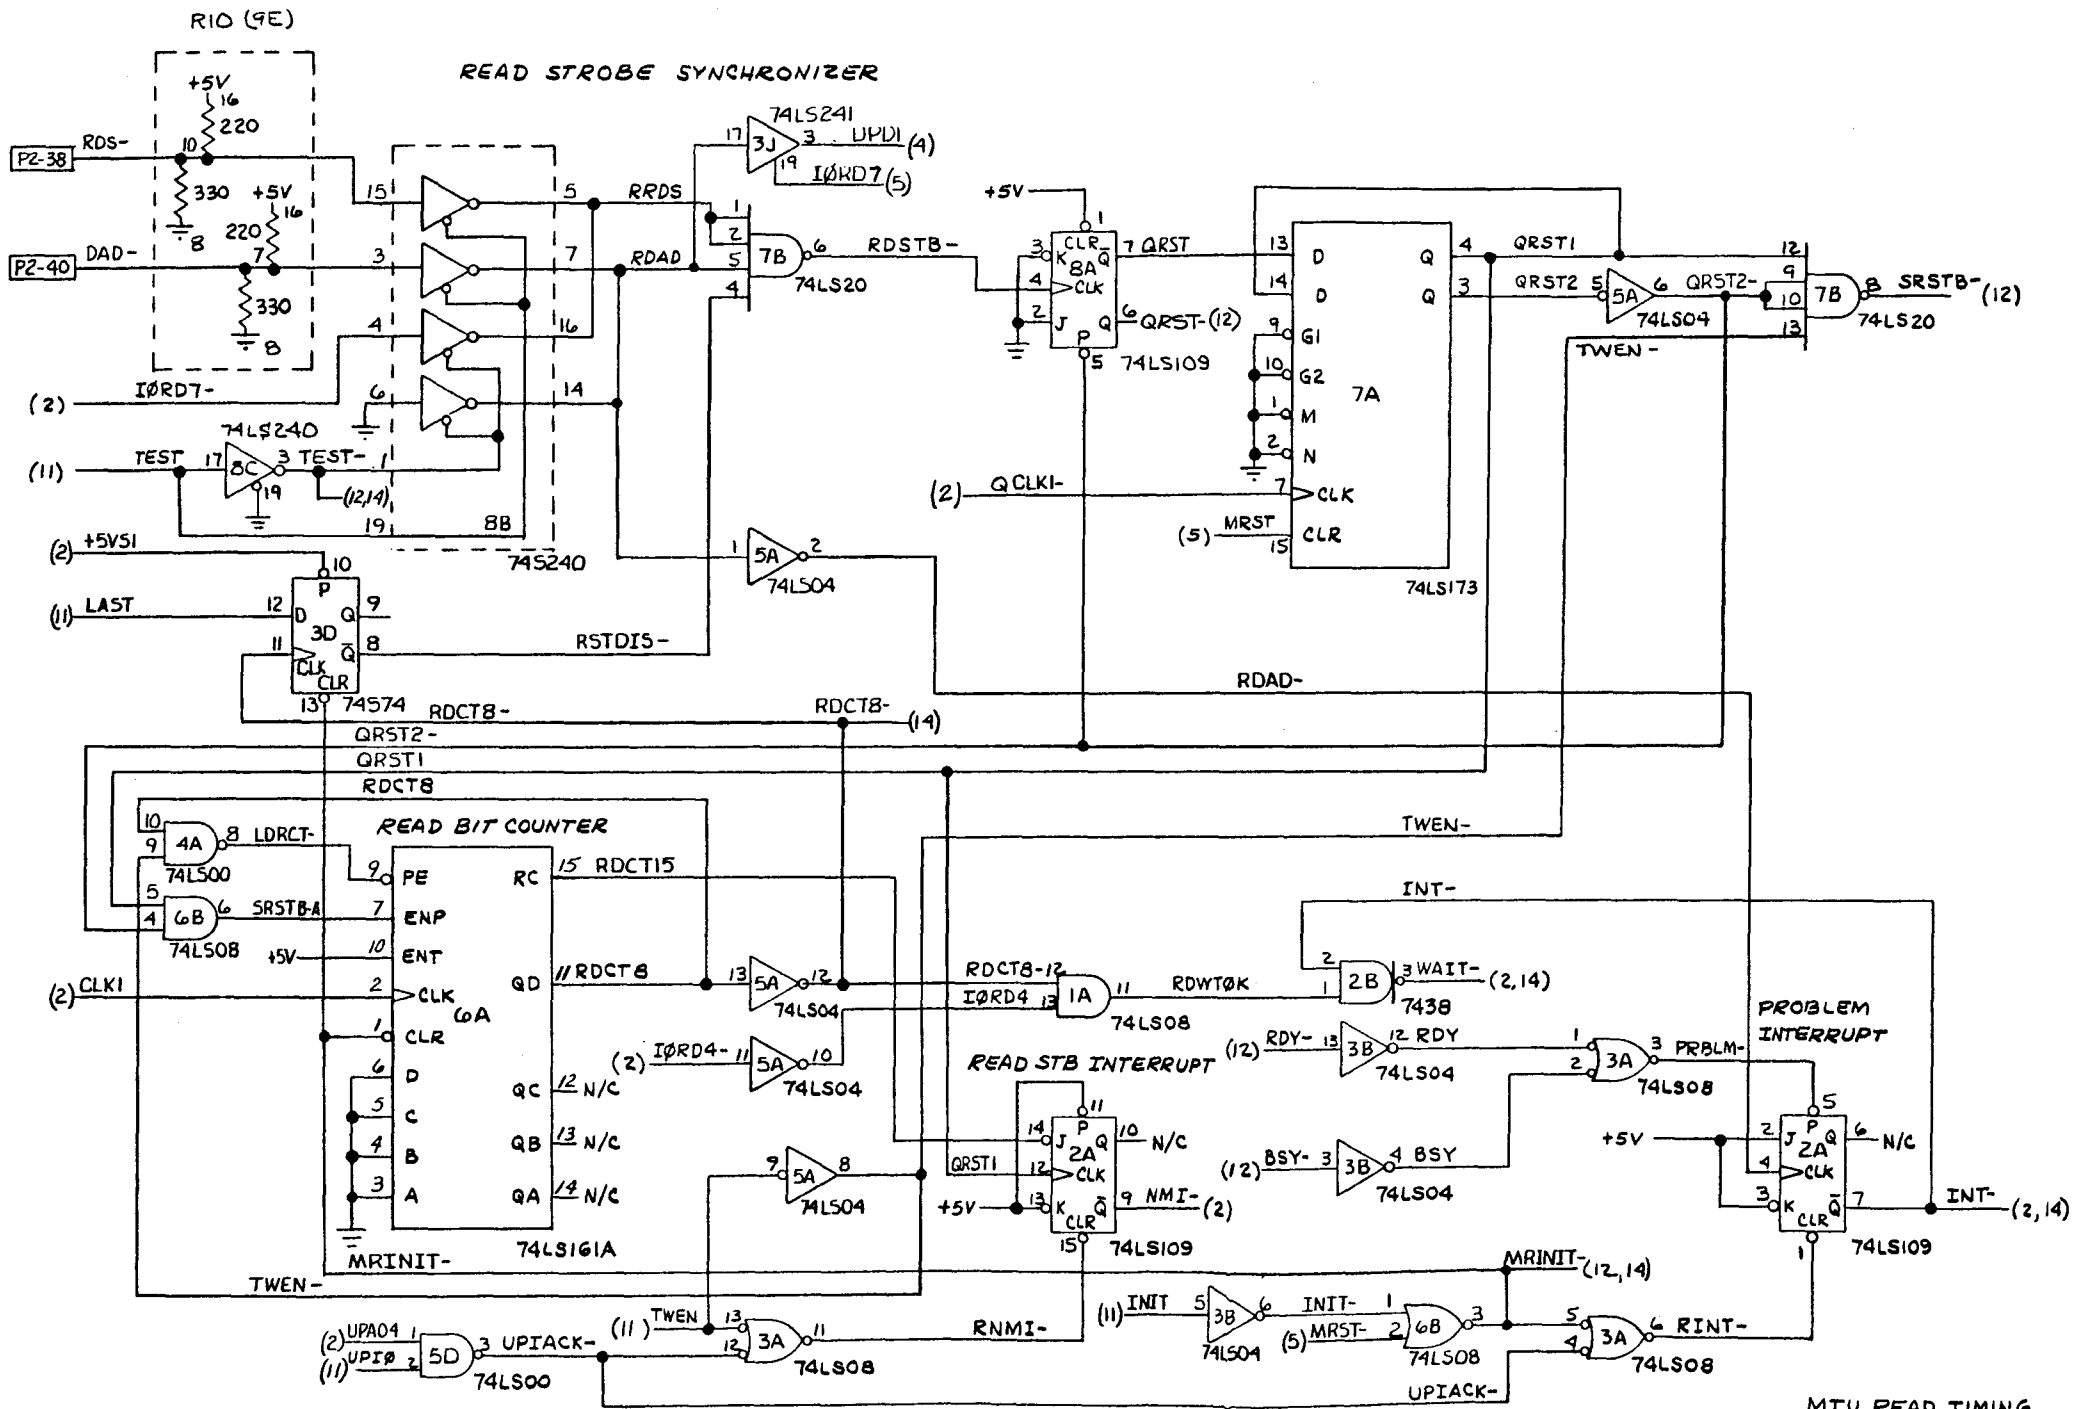 R10 (9E)
READ STROBE SYNCHRONIZER
+5V
16
220
P2-38
RDS-
10
330
8
+5V
16
220
P2-40
DAD-
7
330
8
(2)
IØRD7-
(11)
TEST
17
74LS240
8C
3
TEST-
1
19
(12,14)
19
8B
74S240
15
5
RRDS
3
7
RDAD
4
16
6
14
74LS241
17
3J
3
UPD1
(4)
19
IØRD7
(5)
1
2
5
4
7B
6
RDSTB-
74LS20
1
5A
2
74LS04
(2)
+5VS1
10
P
(11)
LAST
12
D
Q
9
3D
11
CLK
Q̄
8
RSTDIS-
CLR
13
74S74
+5V
1
CLR
3
K
Q̄
7
QRST
8A
4
CLK
2
J
Q
6
QRST-(12)
P
5
74LS109
13
D
Q
4
QRST1
14
D
Q
3
QRST2
9
G1
10
G2
1
M
2
N
7A
(2)
QCLK1-
7
CLK
(5)
MRST
15
CLR
74LS173
5
5A
6
QRST2-
74LS04
12
9
10
13
7B
8
SRSTB-
(12)
74LS20
TWEN-
RDAD-
RDCT8-
RDCT8-
(14)
QRST2-
QRST1
RDCT8
READ BIT COUNTER
10
9
4A
8
LDRCT-
74LS00
5
4
6B
6
SRSTB-A
74LS08
9
PE
RC
15
RDCT15
7
ENP
+5V
10
ENT
(2)
CLK1
2
CLK
6A
QD
11
RDCT8
1
CLR
6
D
QC
12
N/C
5
C
4
B
QB
13
N/C
3
A
QA
14
N/C
74LS161A
TWEN-
13
5A
12
74LS04
RDCT8-
12
IØRD4
13
1A
11
RDWTØK
74LS08
(2)
IØRD4-
11
5A
10
74LS04
INT-
2
1
2B
3
WAIT-
(2,14)
7438
READ STB INTERRUPT
11
14
J
P
Q
10
N/C
2A
QRST1
12
CLK
+5V
13
K
Q̄
9
NMI-
(2)
CLR
15
74LS109
9
5A
8
74LS04
(12)
RDY-
13
3B
12
RDY
74LS04
(12)
BSY-
3
3B
4
BSY
74LS04
1
2
3A
3
PRBLM-
74LS08
PROBLEM
INTERRUPT
5
+5V
2
J
P
Q
6
N/C
2A
4
CLK
3
K
Q̄
7
INT-
(2,14)
CLR
1
74LS109
MRINIT-
TWEN-
MRINIT-
(12,14)
(11)
TWEN
13
12
3A
11
RNMI-
74LS08
(2)
UPA04
1
(11)
UPIØ
2
5D
3
UPIACK-
74LS00
(11)
INIT
5
3B
6
INIT-
1
74LS04
(5)
MRST-
2
6B
3
74LS08
5
4
3A
6
RINT-
74LS08
UPIACK-
MTU READ TIMING